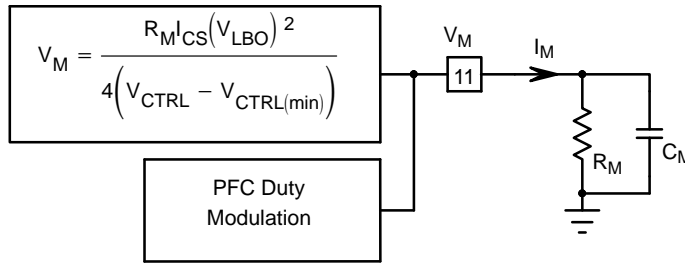 V_M = R_M I_CS (V_LBO)^2 / 4(V_CTRL − V_CTRL(min))
V_M
11
I_M
R_M
C_M
PFC Duty
Modulation